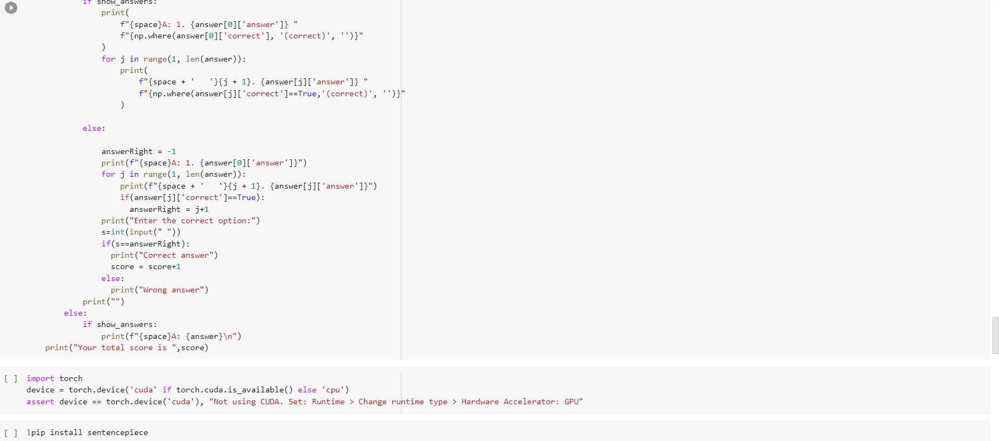 if show_answers:
print(
f"{space}A: 1. {answer[0]['answer']} "
f"{np.where(answer[0]['correct'], '(correct)', '')}"
)
for j in range(1, len(answer)):
print(
f"{space + '   '}{j + 1}. {answer[j]['answer']} "
f"{np.where(answer[j]['correct']==True,'(correct)', '')}"
)
else:
answerRight = -1
print(f"{space}A: 1. {answer[0]['answer']}")
for j in range(1, len(answer)):
print(f"{space + '   '}{j + 1}. {answer[j]['answer']}")
if(answer[j]['correct']==True):
answerRight = j+1
print("Enter the correct option:")
s=int(input(" "))
if(s==answerRight):
print("Correct answer")
score = score+1
else:
print("Wrong answer")
print("")
else:
if show_answers:
print(f"{space}A: {answer}\n")
print("Your total score is ",score)
[ ] import torch
device = torch.device('cuda' if torch.cuda.is_available() else 'cpu')
assert device == torch.device('cuda'), "Not using CUDA. Set: Runtime > Change runtime type > Hardware Accelerator: GPU"
[ ] !pip install sentencepiece